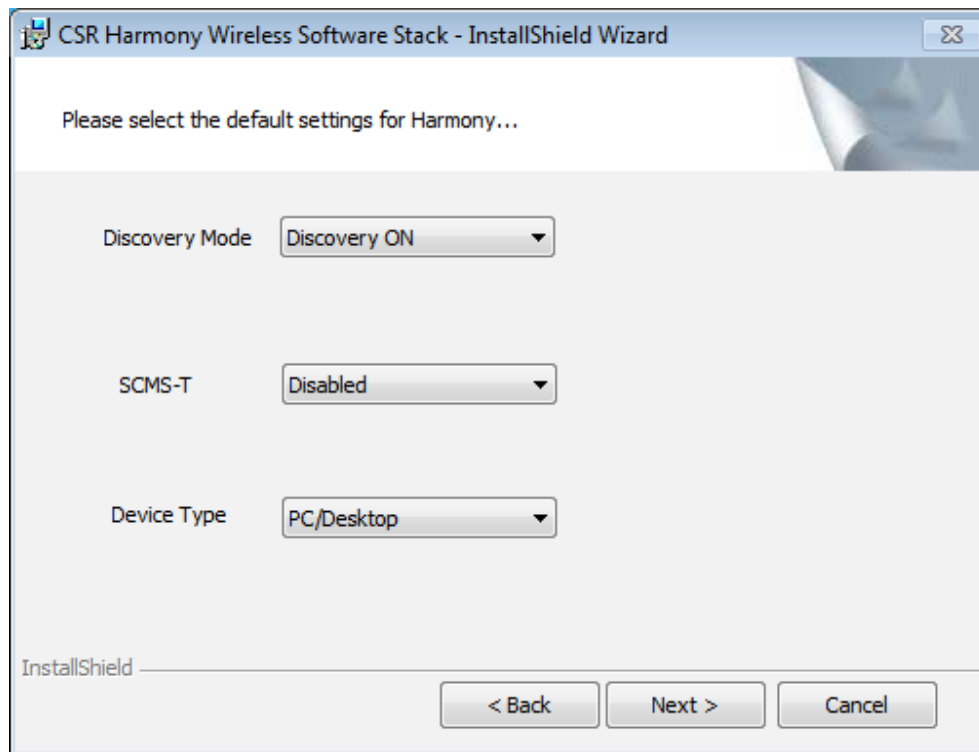 CSR Harmony Wireless Software Stack - InstallShield Wizard
Please select the default settings for Harmony...
Discovery Mode Discovery ON
SCMS-T Disabled
Device Type PC/Desktop
InstallShield
< Back Next > Cancel